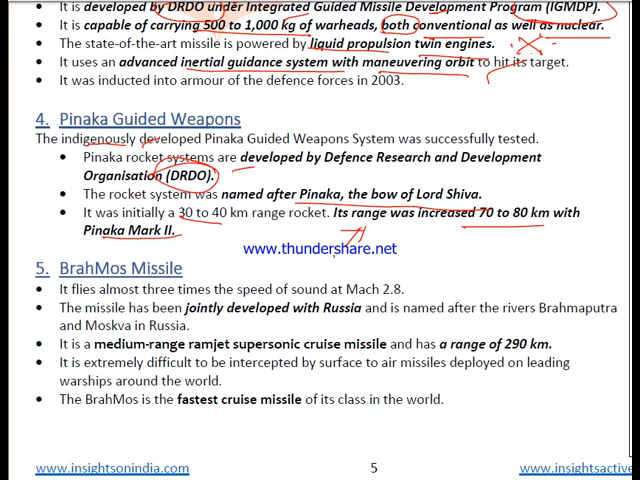 It is developed by DRDO under Integrated Guided Missile Development Program (IGMDP).
• It is capable of carrying 500 to 1,000 kg of warheads, both conventional as well as nuclear.
• The state-of-the-art missile is powered by liquid propulsion twin engines.
• It uses an advanced inertial guidance system with maneuvering orbit to hit its target.
• It was inducted into armour of the defence forces in 2003.
4. Pinaka Guided Weapons
The indigenously developed Pinaka Guided Weapons System was successfully tested.
• Pinaka rocket systems are developed by Defence Research and Development
Organisation (DRDO).
• The rocket system was named after Pinaka, the bow of Lord Shiva.
• It was initially a 30 to 40 km range rocket. Its range was increased 70 to 80 km with
Pinaka Mark II.
www.thundershare.net
5. BrahMos Missile
• It flies almost three times the speed of sound at Mach 2.8.
• The missile has been jointly developed with Russia and is named after the rivers Brahmaputra
and Moskva in Russia.
• It is a medium-range ramjet supersonic cruise missile and has a range of 290 km.
• It is extremely difficult to be intercepted by surface to air missiles deployed on leading
warships around the world.
• The BrahMos is the fastest cruise missile of its class in the world.
www.insightsonindia.com 5 www.insightsactive